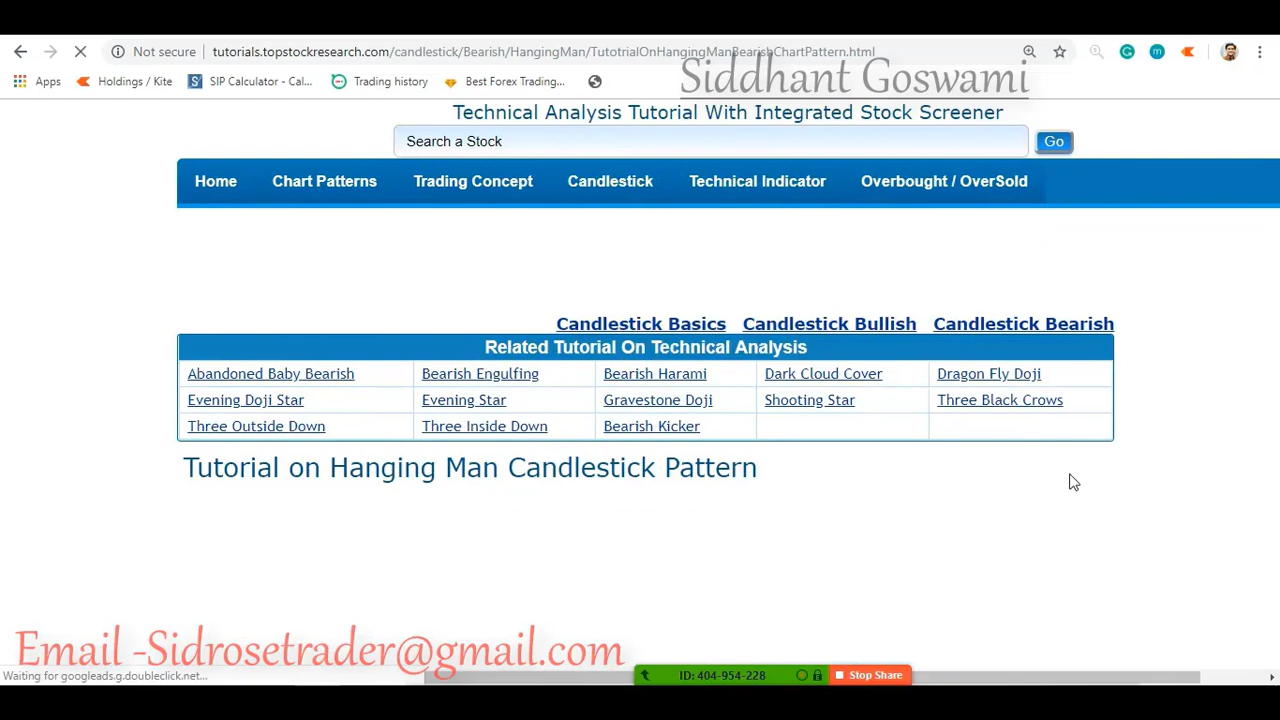 Not secure tutorials.topstockresearch.com/candlestick/Bearish/HangingMan/TutotrialOnHangingManBearishChartPattern.html
Apps Holdings / Kite SIP Calculator - Cal... Trading history Best Forex Trading...
Siddhant Goswami
Technical Analysis Tutorial With Integrated Stock Screener
Search a Stock Go
Home Chart Patterns Trading Concept Candlestick Technical Indicator Overbought / OverSold
Candlestick Basics Candlestick Bullish Candlestick Bearish
Related Tutorial On Technical Analysis
Abandoned Baby Bearish Bearish Engulfing Bearish Harami Dark Cloud Cover Dragon Fly Doji
Evening Doji Star Evening Star Gravestone Doji Shooting Star Three Black Crows
Three Outside Down Three Inside Down Bearish Kicker
Tutorial on Hanging Man Candlestick Pattern
Email -Sidrosetrader@gmail.com
Waiting for googleads.g.doubleclick.net... ID: 404-954-228 Stop Share